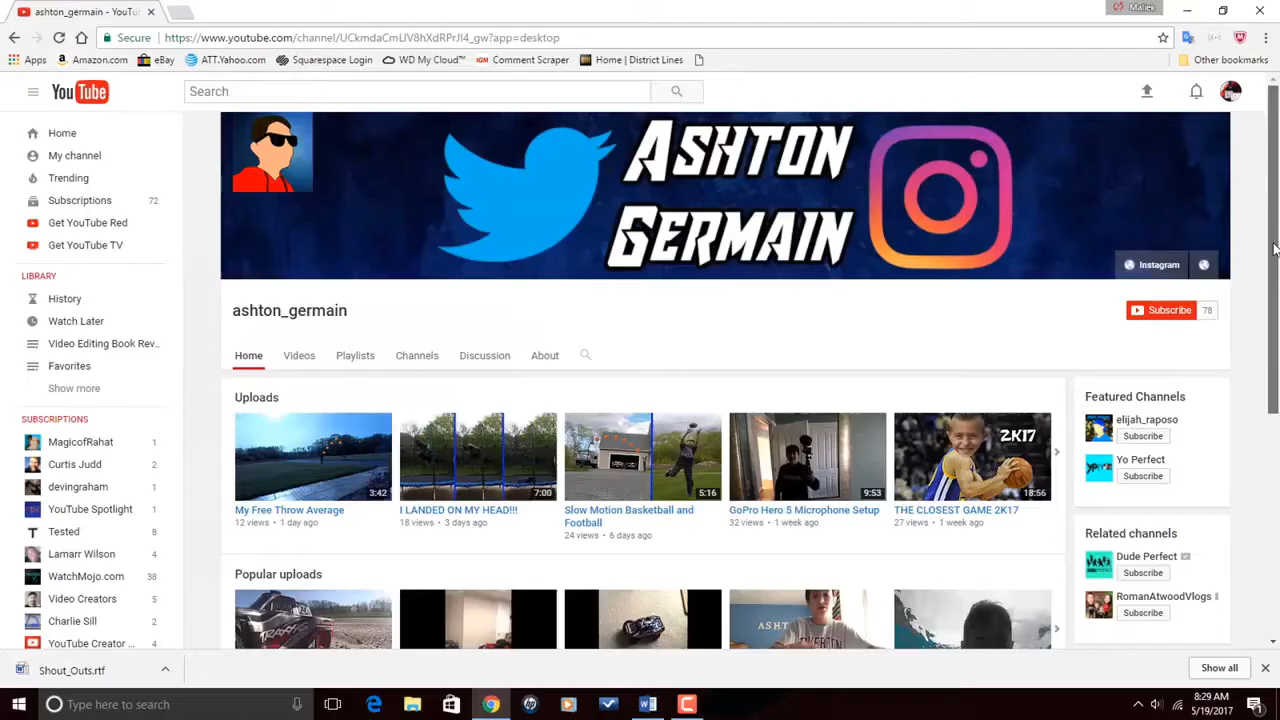 ashton_germain - YouTu
Malieek
Secure
https://www.youtube.com/channel/UCkmdaCmLIV8hXdRPrJl4_gw?app=desktop
Apps Amazon.com eBay ATT.Yahoo.com Squarespace Login WD My Cloud™ Comment Scraper Home | District Lines Other bookmarks
YouTube
Search
Home
My channel
Trending
Subscriptions 72
Get YouTube Red
Get YouTube TV
LIBRARY
History
Watch Later
Video Editing Book Rev...
Favorites
Show more
SUBSCRIPTIONS
MagicofRahat 1
Curtis Judd 2
devingraham 1
YouTube Spotlight 1
Tested 8
Lamarr Wilson 4
WatchMojo.com 38
Video Creators 5
Charlie Sill 2
YouTube Creator ... 4
ASHTON
GERMAIN
Instagram
ashton_germain
Subscribe 78
Home Videos Playlists Channels Discussion About
Uploads
3:42
7:00
5:16
9:53
2K17
18:56
My Free Throw Average
12 views • 1 day ago
I LANDED ON MY HEAD!!!
18 views • 3 days ago
Slow Motion Basketball and
Football
24 views • 6 days ago
GoPro Hero 5 Microphone Setup
32 views • 1 week ago
THE CLOSEST GAME 2K17
27 views • 1 week ago
Popular uploads
ASHT
Featured Channels
elijah_raposo
Subscribe
Yo Perfect
Subscribe
Related channels
Dude Perfect
Subscribe
RomanAtwoodVlogs
Subscribe
Shout_Outs.rtf
Show all
Type here to search
8:29 AM
5/19/2017